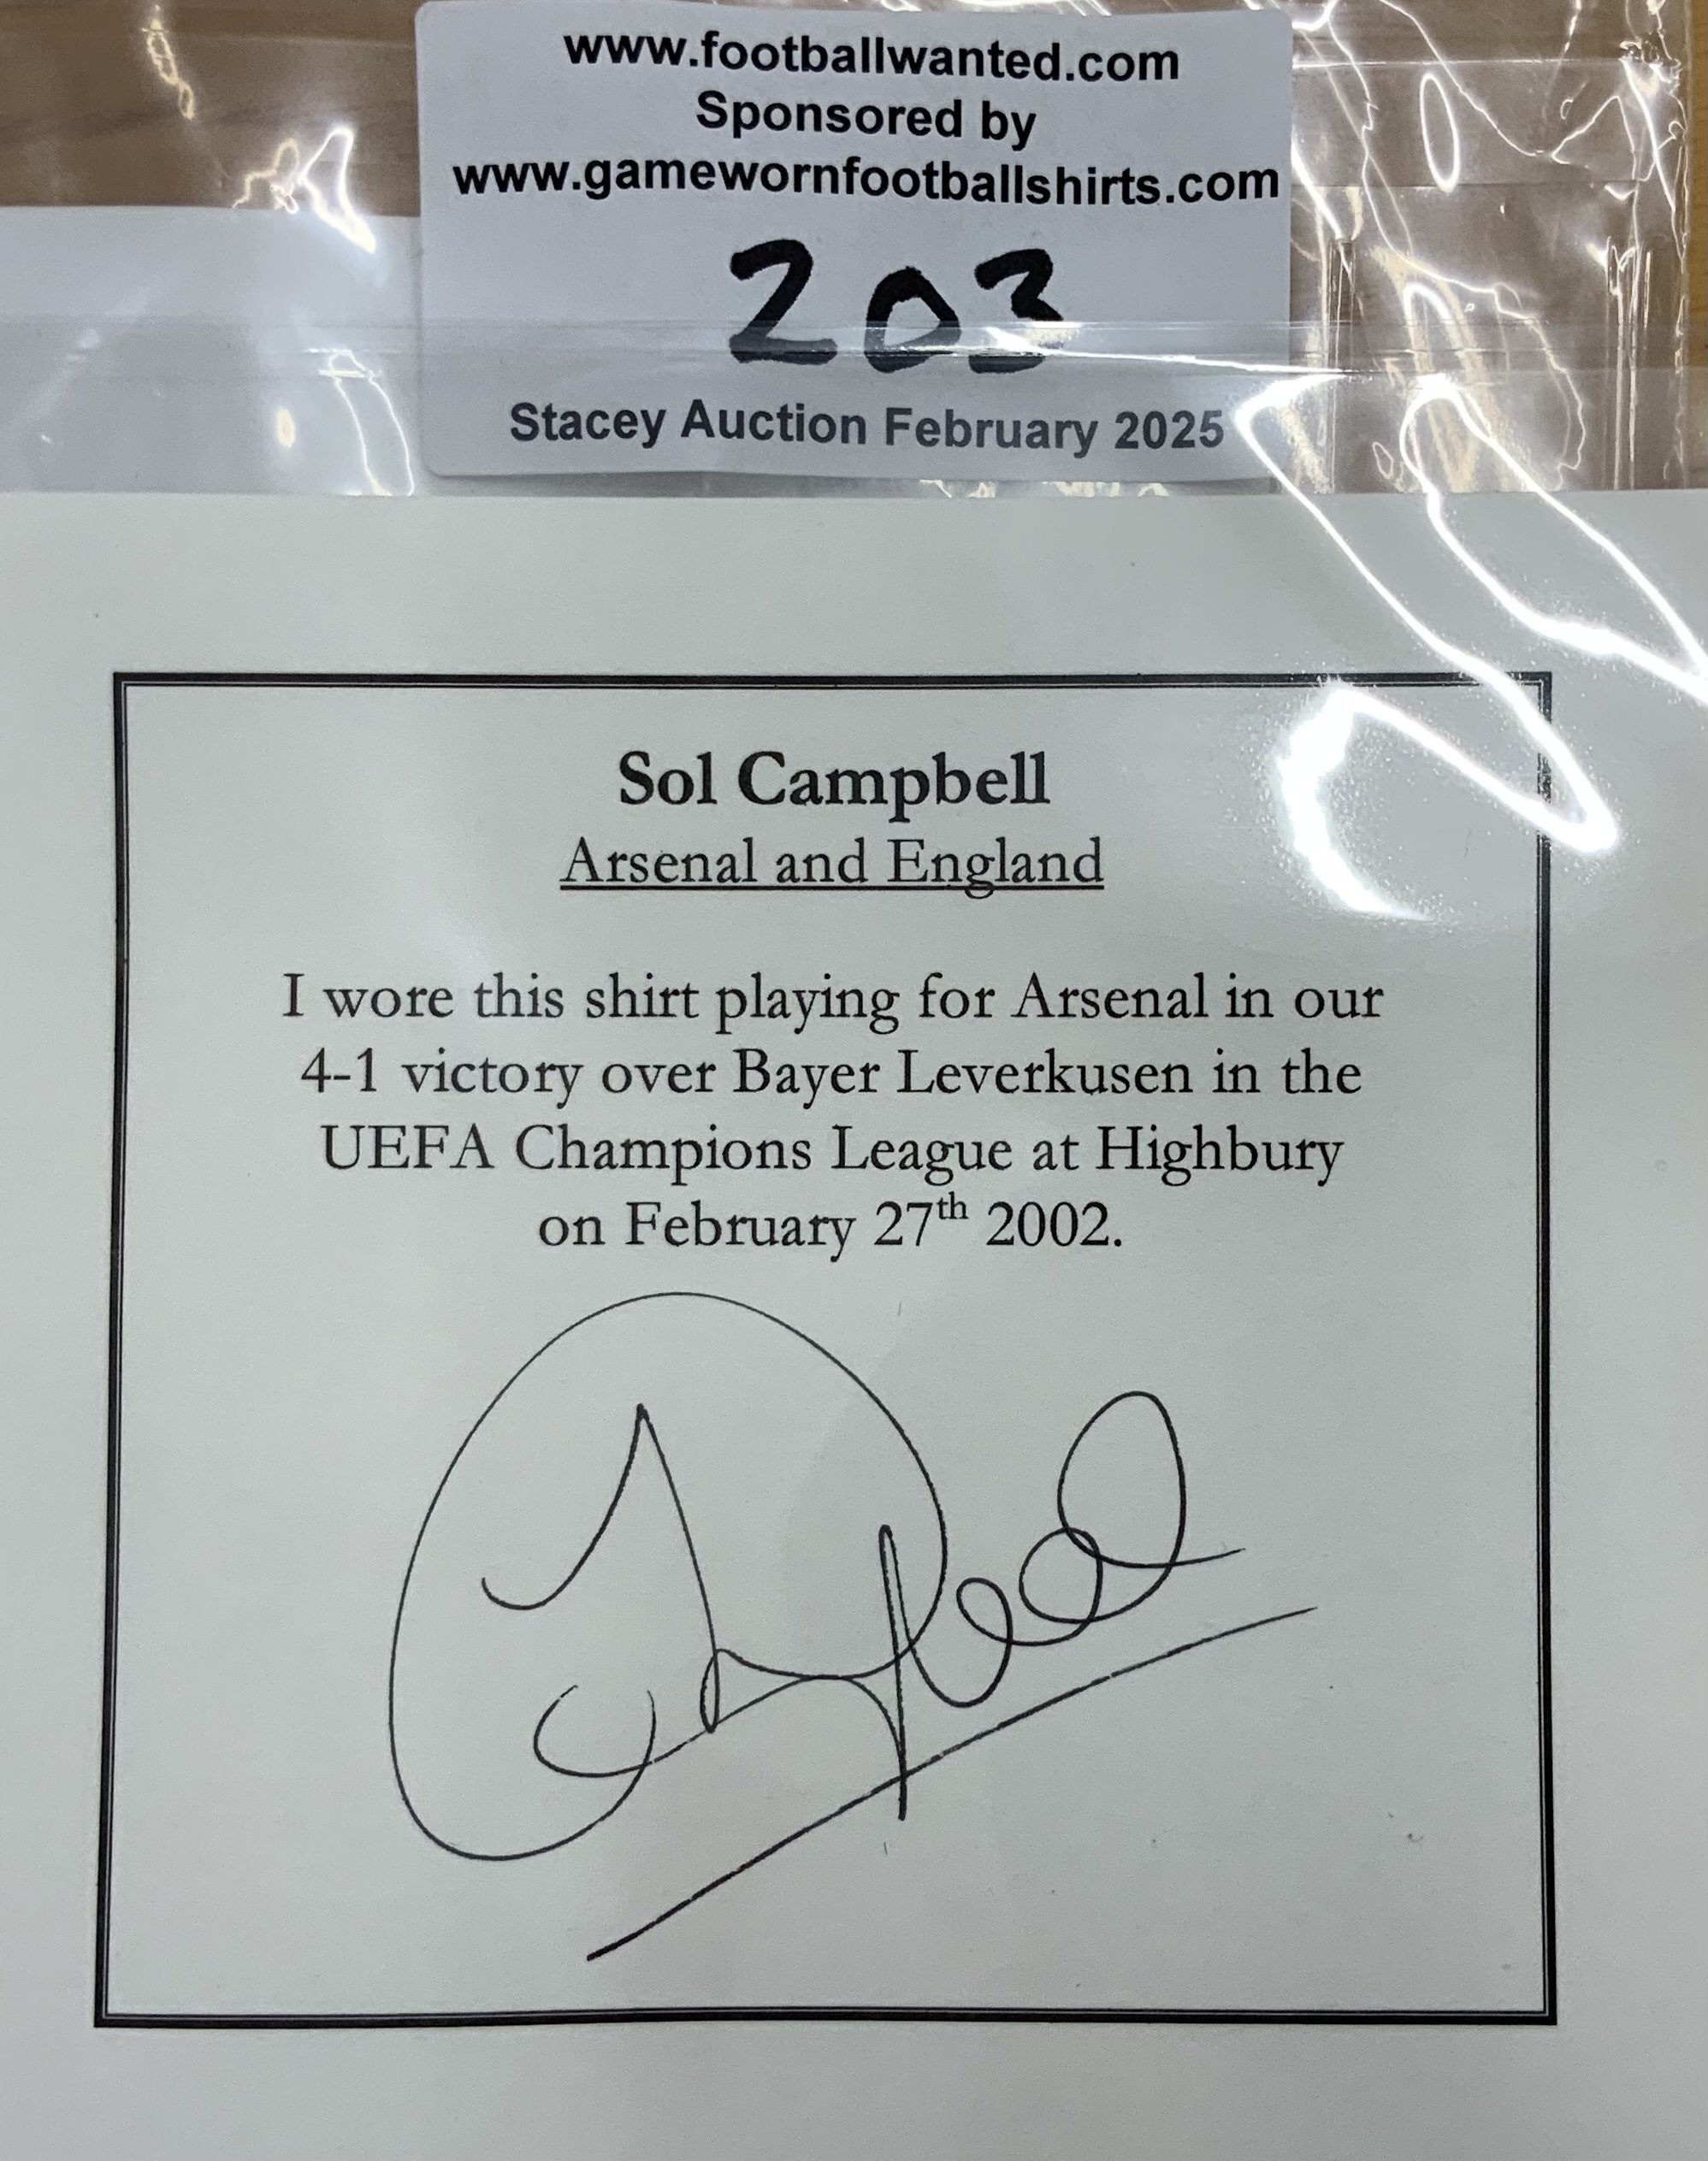 www.footballwanted.com
Sponsored by
www.gamewornfootballshirts.com
203
Stacey Auction February 2025
Sol Campbell
Arsenal and England
I wore this shirt playing for Arsenal in our
4-1 victory over Bayer Leverkusen in the
UEFA Champions League at Highbury
on February 27th 2002.